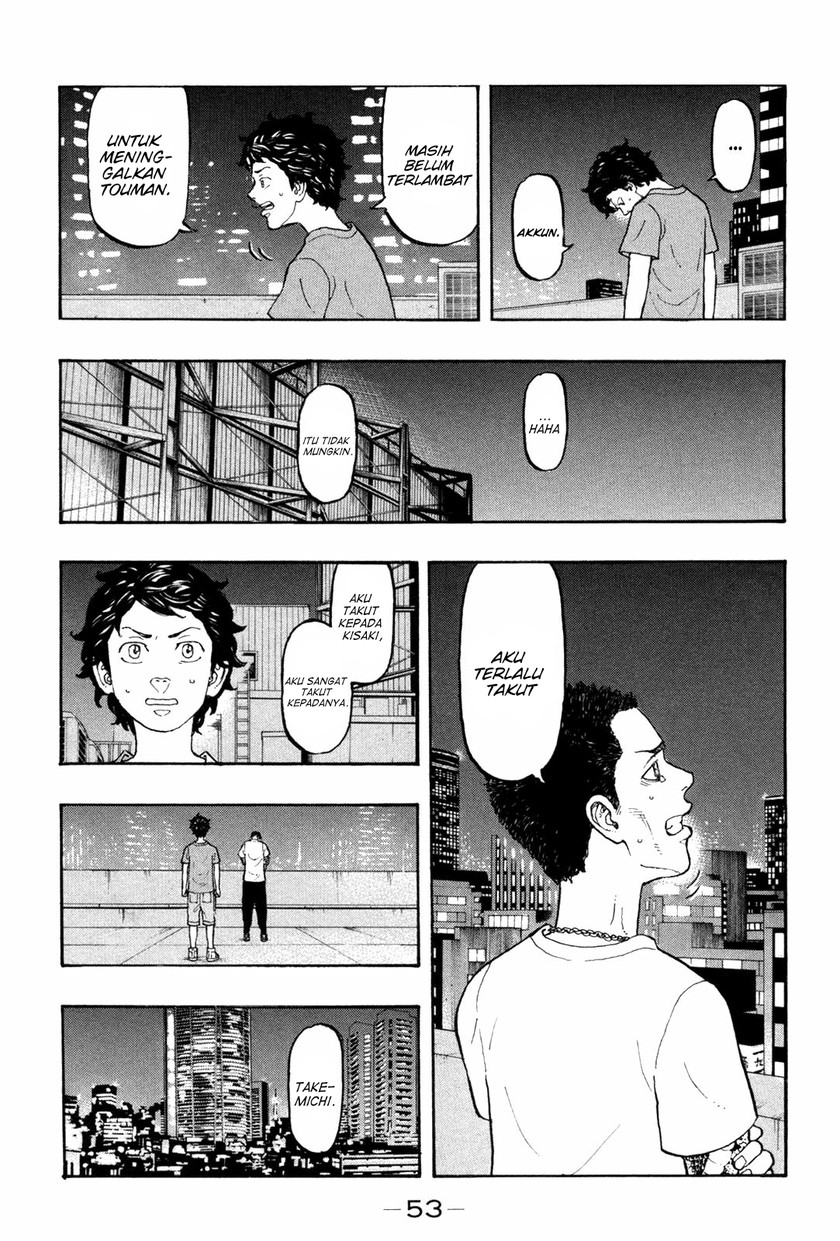 ...
AKKUN.
MASIH
BELUM
TERLAMBAT
UNTUK
MENING-
GALKAN
TOUMAN.
...
HAHA
ITU TIDAK
MUNGKIN.
AKU
TERLALU
TAKUT
AKU
TAKUT
KEPADA
KISAKI,
AKU SANGAT
TAKUT
KEPADANYA.
TAKE-
MICHI.
—53—